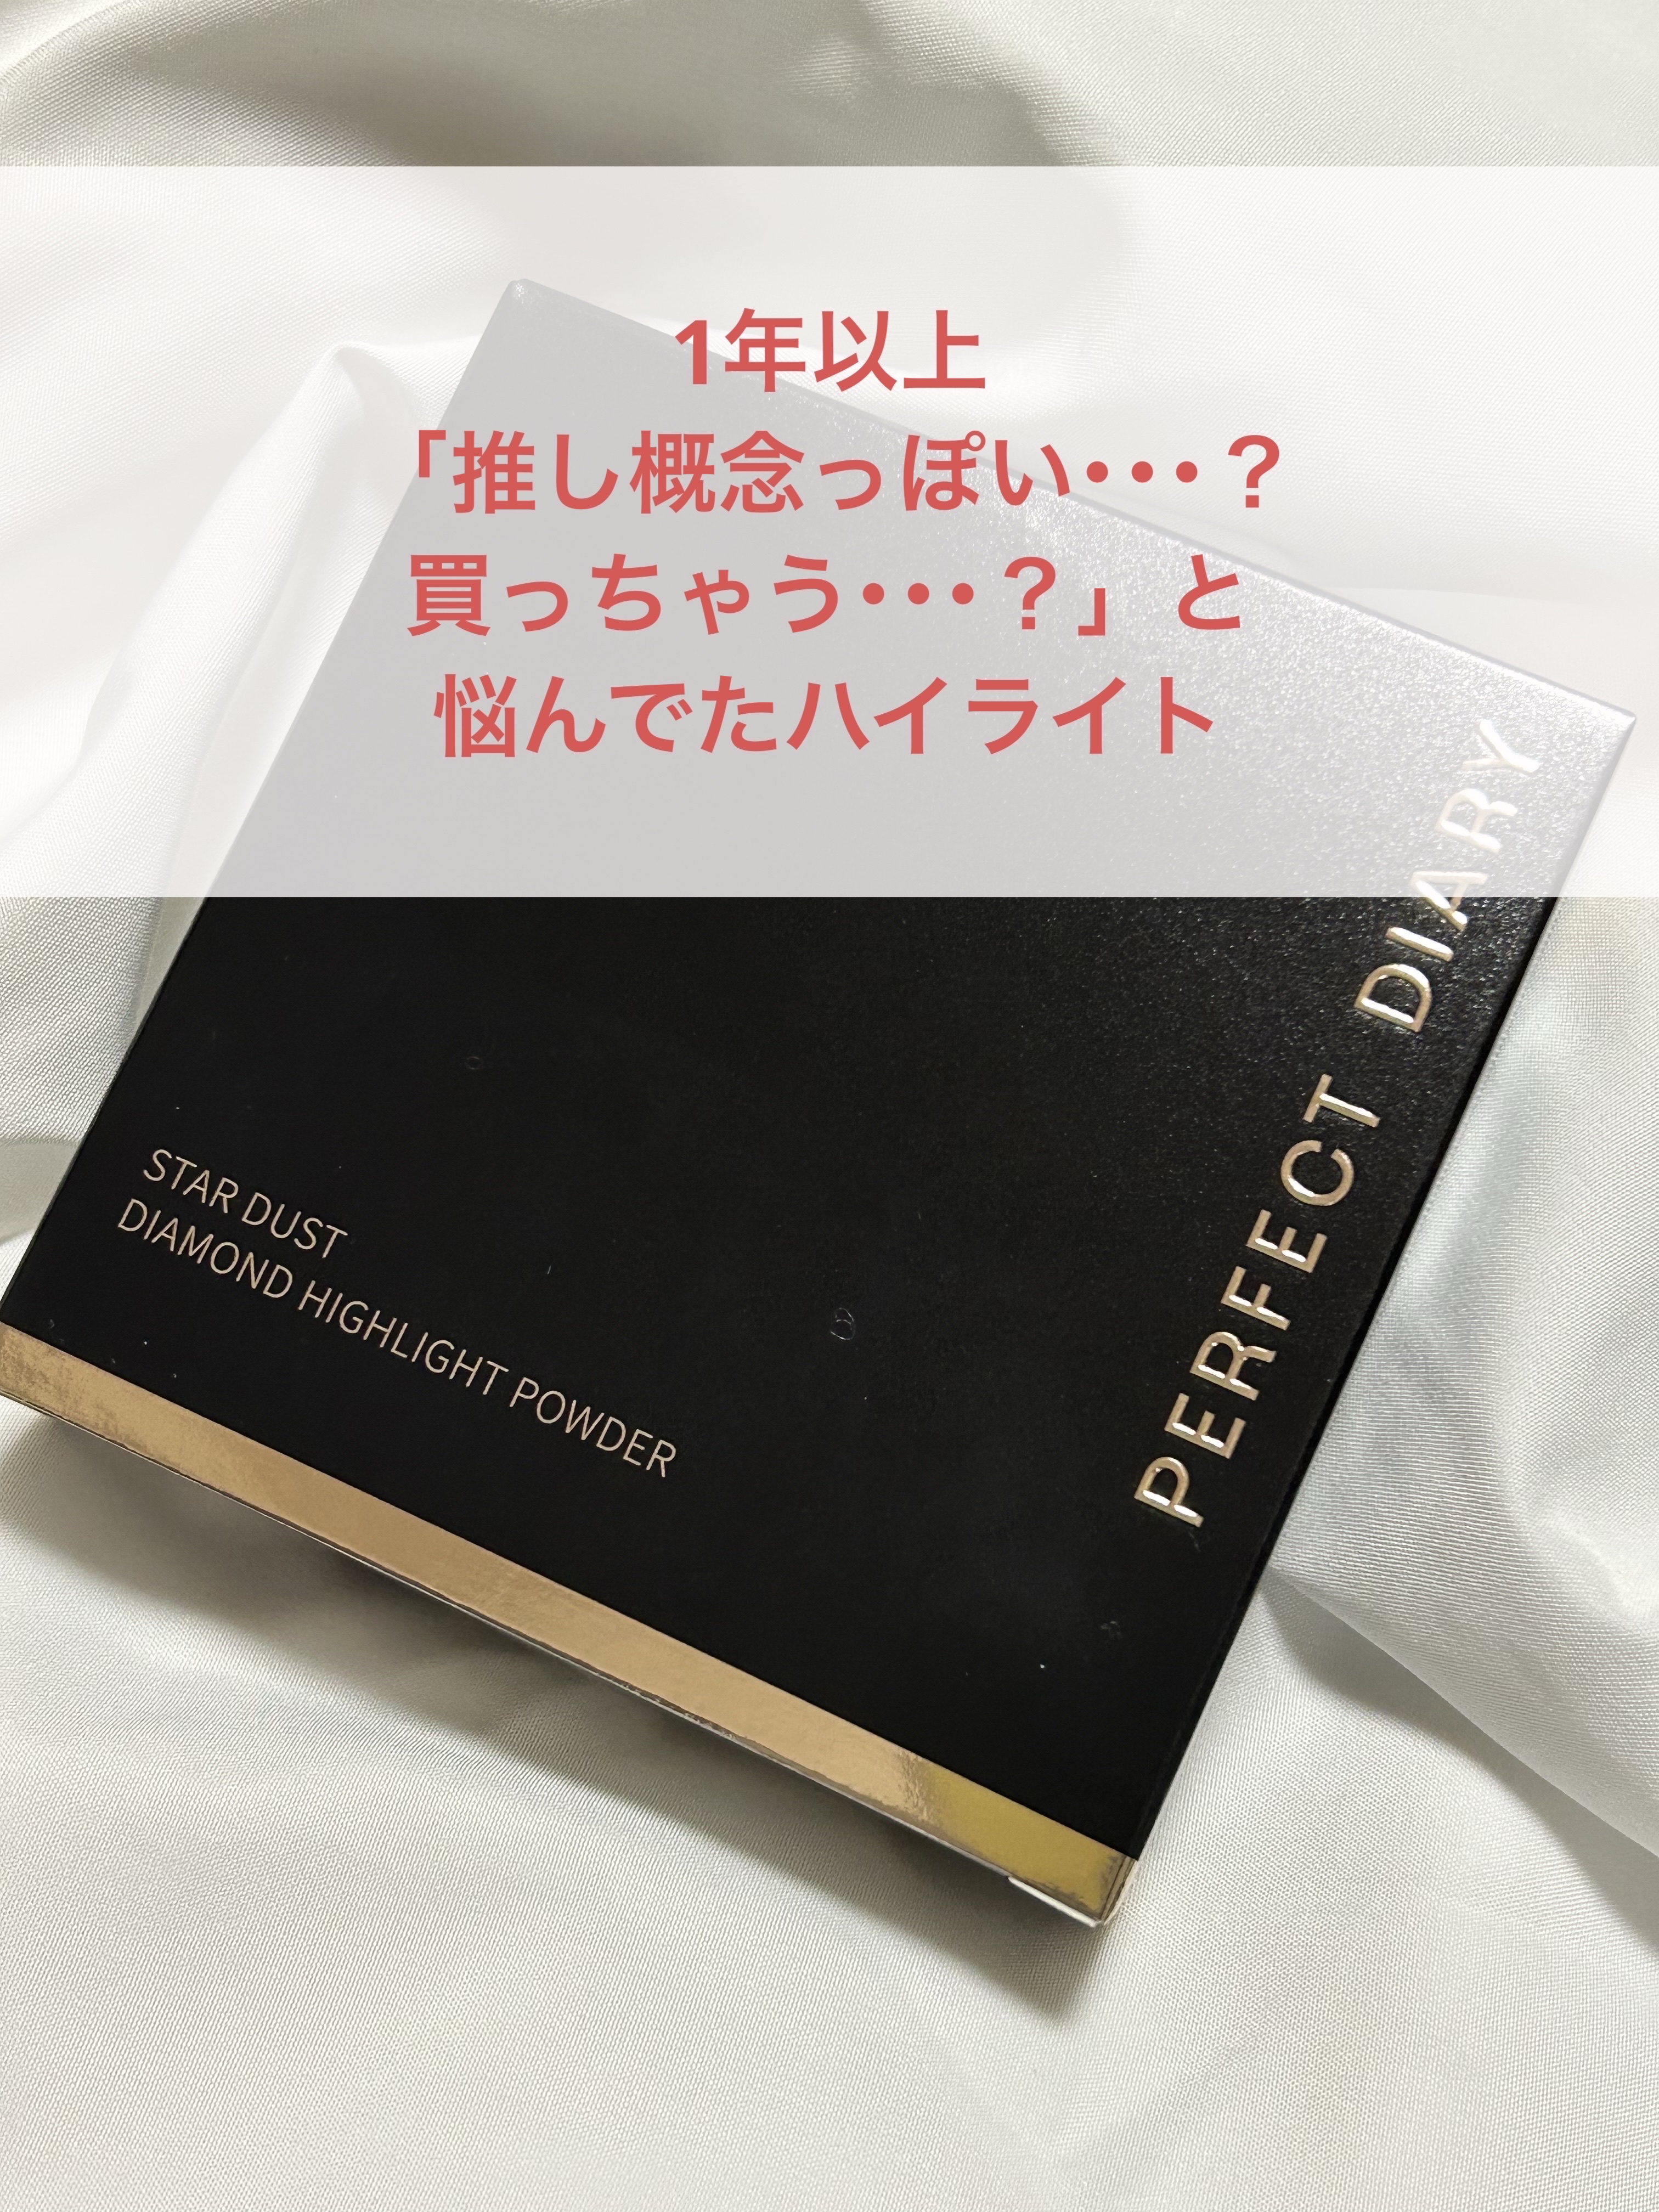 1年以上
「推し概念っぽい･･･？
買っちゃう･･･？」と
悩んでたハイライト
PERFECT DIARY
STAR DUST
DIAMOND HIGHLIGHT POWDER